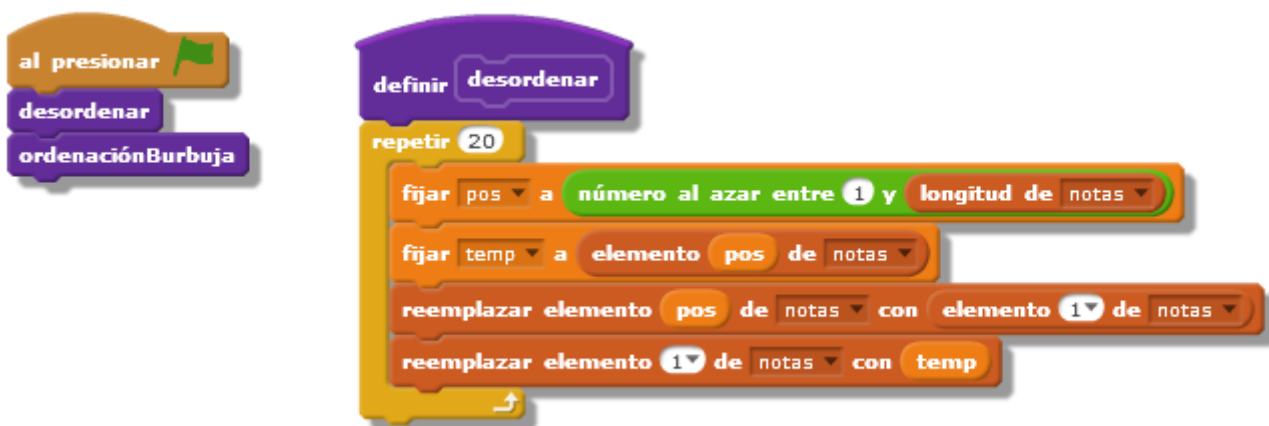 al presionar
desordenar
ordenaciónBurbuja
definir desordenar
repetir 20
fijar pos a número al azar entre 1 y longitud de notas
fijar temp a elemento pos de notas
reemplazar elemento pos de notas con elemento 1 de notas
reemplazar elemento 1 de notas con temp